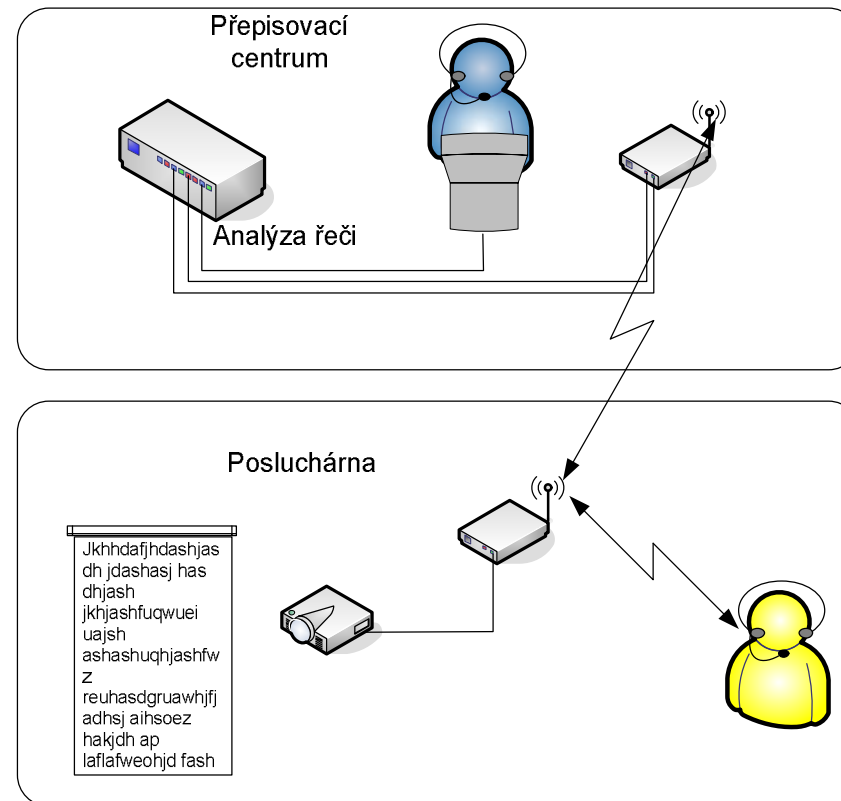 Přepisovací
centrum
Analýza řeči
Posluchárna
Jkhhdafjhdashjas
dh jdashasj has
dhjash
jkhjashfuqwuei
uajsh
ashashuqhjashfw
z
reuhasdgruawhjfj
adhsj aihsoez
hakjdh ap
laflafweohjd fash